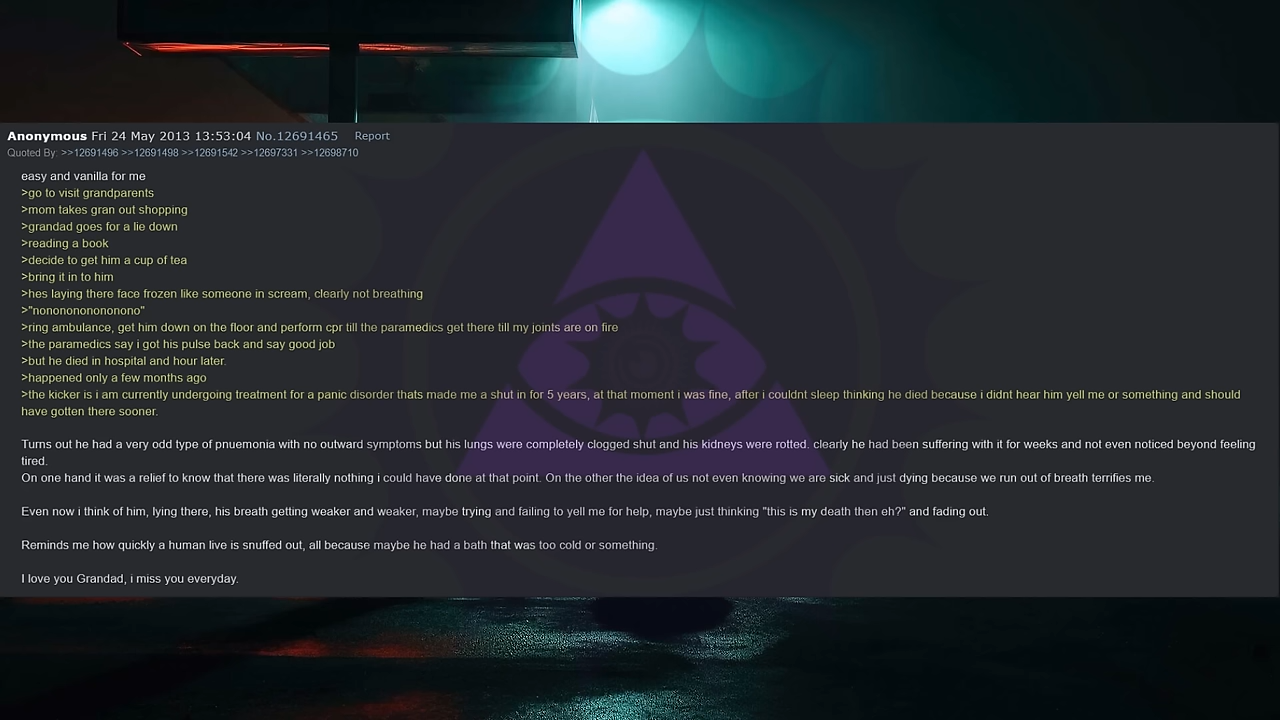 Anonymous Fri 24 May 2013 13:53:04 No.12691465 Report
Quoted By: >>12691496 >>12691498 >>12691542 >>12697331 >>12698710
easy and vanilla for me
>go to visit grandparents
>mom takes gran out shopping
>grandad goes for a lie down
>reading a book
>decide to get him a cup of tea
>bring it in to him
>hes laying there face frozen like someone in scream, clearly not breathing
>"nonononononono"
>ring ambulance, get him down on the floor and perform cpr till the paramedics get there till my joints are on fire
>the paramedics say i got his pulse back and say good job
>but he died in hospital and hour later.
>happened only a few months ago
>the kicker is i am currently undergoing treatment for a panic disorder thats made me a shut in for 5 years, at that moment i was fine, after i couldnt sleep thinking he died because i didnt hear him yell me or something and should
have gotten there sooner.
Turns out he had a very odd type of pnuemonia with no outward symptoms but his lungs were completely clogged shut and his kidneys were rotted. clearly he had been suffering with it for weeks and not even noticed beyond feeling
tired.
On one hand it was a relief to know that there was literally nothing i could have done at that point. On the other the idea of us not even knowing we are sick and just dying because we run out of breath terrifies me.
Even now i think of him, lying there, his breath getting weaker and weaker, maybe trying and failing to yell me for help, maybe just thinking "this is my death then eh?" and fading out.
Reminds me how quickly a human live is snuffed out, all because maybe he had a bath that was too cold or something.
I love you Grandad, i miss you everyday.